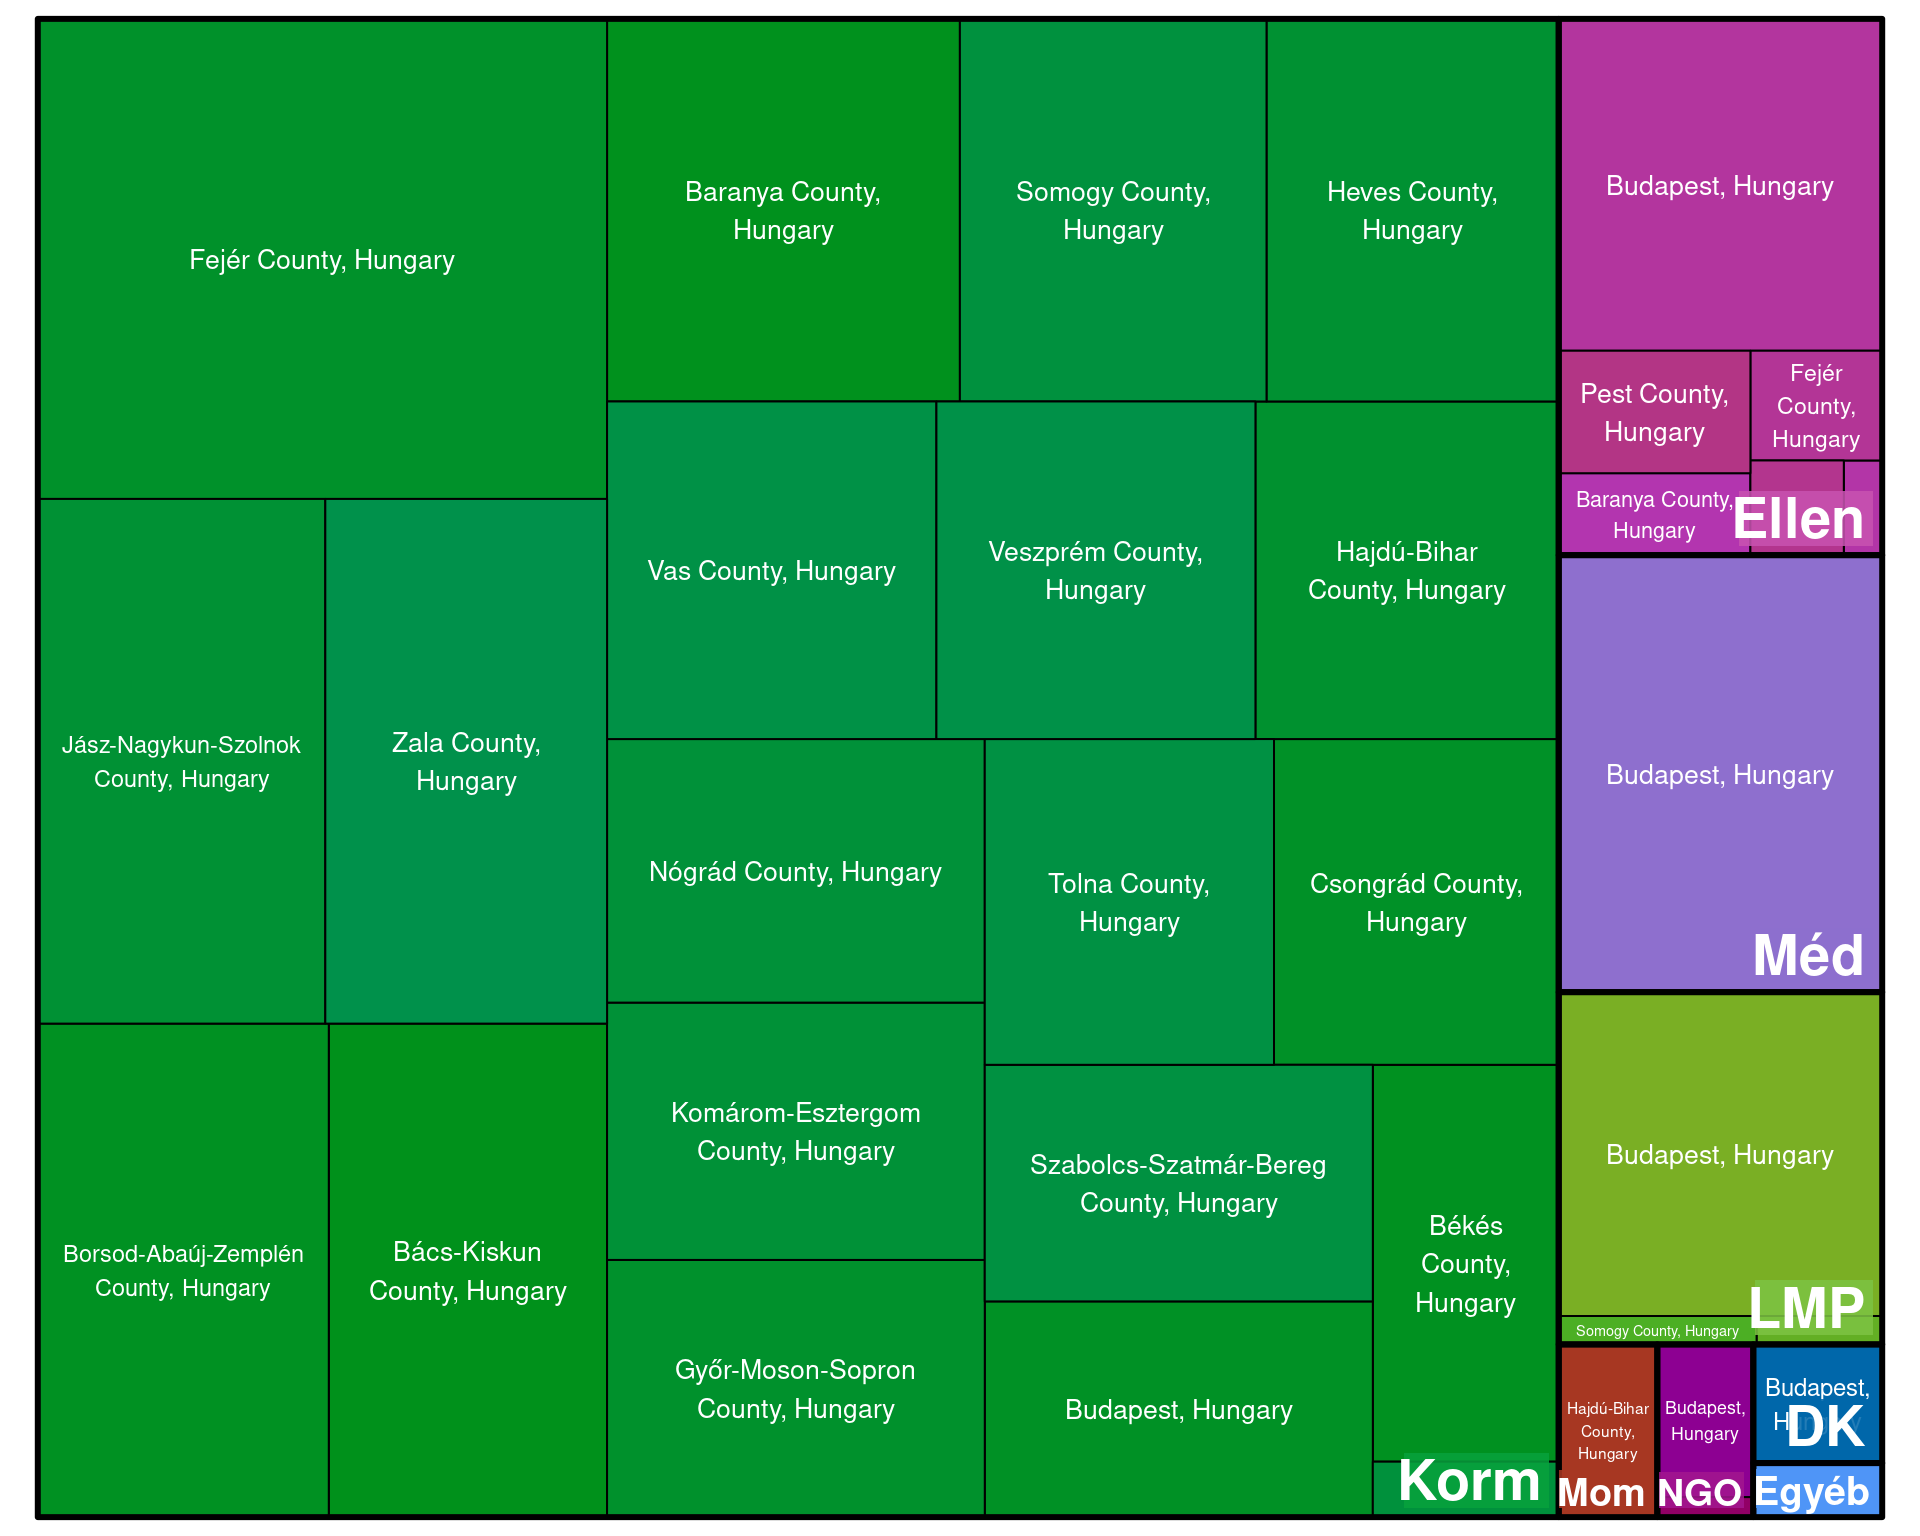 Fejér County, Hungary
Baranya County,
Hungary
Somogy County,
Hungary
Heves County,
Hungary
Jász-Nagykun-Szolnok
County, Hungary
Zala County,
Hungary
Vas County, Hungary
Veszprém County,
Hungary
Hajdú-Bihar
County, Hungary
Nógrád County, Hungary
Tolna County,
Hungary
Csongrád County,
Hungary
Borsod-Abaúj-Zemplén
County, Hungary
Bács-Kiskun
County, Hungary
Komárom-Esztergom
County, Hungary
Szabolcs-Szatmár-Bereg
County, Hungary
Békés
County,
Hungary
Győr-Moson-Sopron
County, Hungary
Budapest, Hungary
Korm
Budapest, Hungary
Pest County,
Hungary
Fejér
County,
Hungary
Baranya County,
Hungary
Ellen
Budapest, Hungary
Méd
Budapest, Hungary
Somogy County, Hungary
LMP
Hajdú-Bihar
County,
Hungary
Mom
Budapest,
Hungary
NGO
Budapest,
Hungary
DK
Egyéb